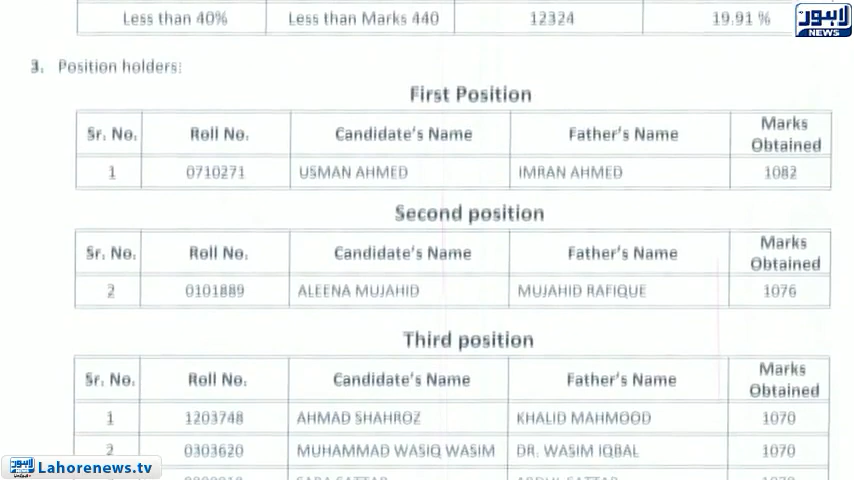 Less than 40% Less than Marks 440 12324 19.91 %
لاہور
NEWS
3. Position holders:
First Position
Sr. No. Roll No. Candidate's Name Father's Name Marks Obtained
1 0710271 USMAN AHMED IMRAN AHMED 1082
Second position
Sr. No. Roll No. Candidate's Name Father's Name Marks Obtained
2 0101889 ALEENA MUJAHID MUJAHID RAFIQUE 1076
Third position
Sr. No. Roll No. Candidate's Name Father's Name Marks Obtained
1 1203748 AHMAD SHAHROZ KHALID MAHMOOD 1070
2 0303620 MUHAMMAD WASIQ WASIM DR. WASIM IQBAL 1070
Lahorenews.tv